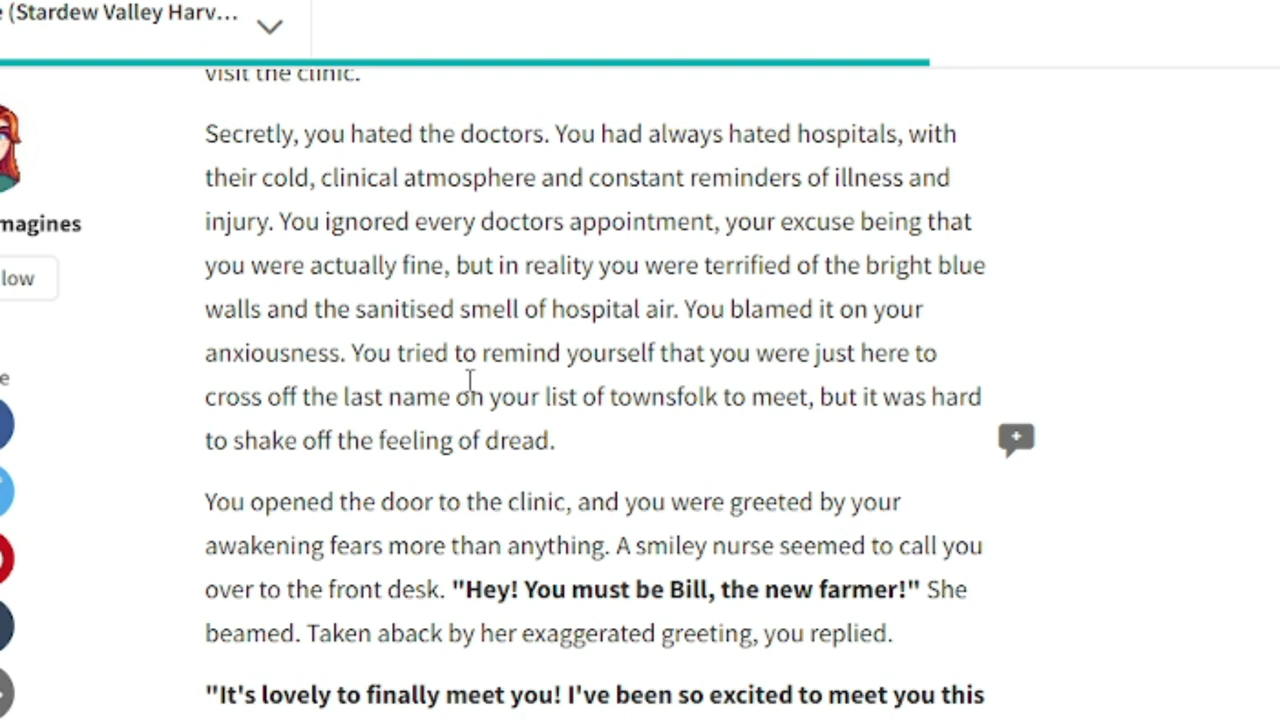 e (Stardew Valley Harv...
visit the clinic.
Secretly, you hated the doctors. You had always hated hospitals, with
their cold, clinical atmosphere and constant reminders of illness and
injury. You ignored every doctors appointment, your excuse being that
you were actually fine, but in reality you were terrified of the bright blue
walls and the sanitised smell of hospital air. You blamed it on your
anxiousness. You tried to remind yourself that you were just here to
cross off the last name on your list of townsfolk to meet, but it was hard
to shake off the feeling of dread.
magines
low
e
You opened the door to the clinic, and you were greeted by your
awakening fears more than anything. A smiley nurse seemed to call you
over to the front desk. "Hey! You must be Bill, the new farmer!" She
beamed. Taken aback by her exaggerated greeting, you replied.
"It's lovely to finally meet you! I've been so excited to meet you this